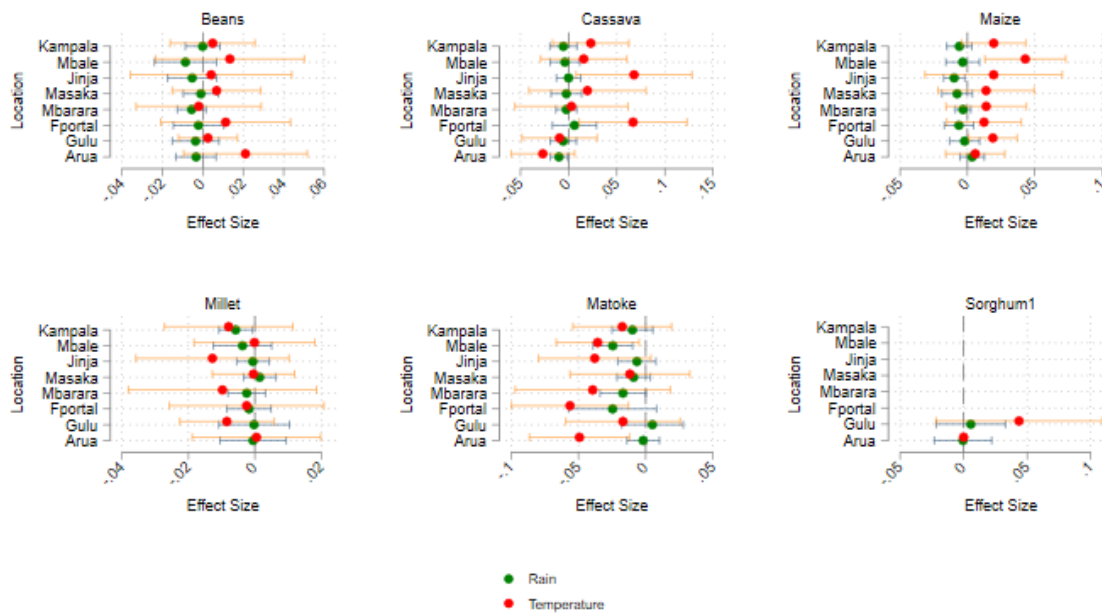 Beans
Location
Kampala
Mbale
Jinja
Masaka
Mbarara
Fportal
Gulu
Arua
-.04 -.02 0 .02 .04 .06
Effect Size
Cassava
Location
Kampala
Mbale
Jinja
Masaka
Mbarara
Fportal
Gulu
Arua
-.05 0 .05 .1 .15
Effect Size
Maize
Location
Kampala
Mbale
Jinja
Masaka
Mbarara
Fportal
Gulu
Arua
-.05 0 .05 .1
Effect Size
Millet
Location
Kampala
Mbale
Jinja
Masaka
Mbarara
Fportal
Gulu
Arua
-.04 -.02 0 .02
Effect Size
Matoke
Location
Kampala
Mbale
Jinja
Masaka
Mbarara
Fportal
Gulu
Arua
-.1 -.05 0 .05
Effect Size
Sorghum1
Location
Kampala
Mbale
Jinja
Masaka
Mbarara
Fportal
Gulu
Arua
-.05 0 .05 .1
Effect Size
Rain
Temperature